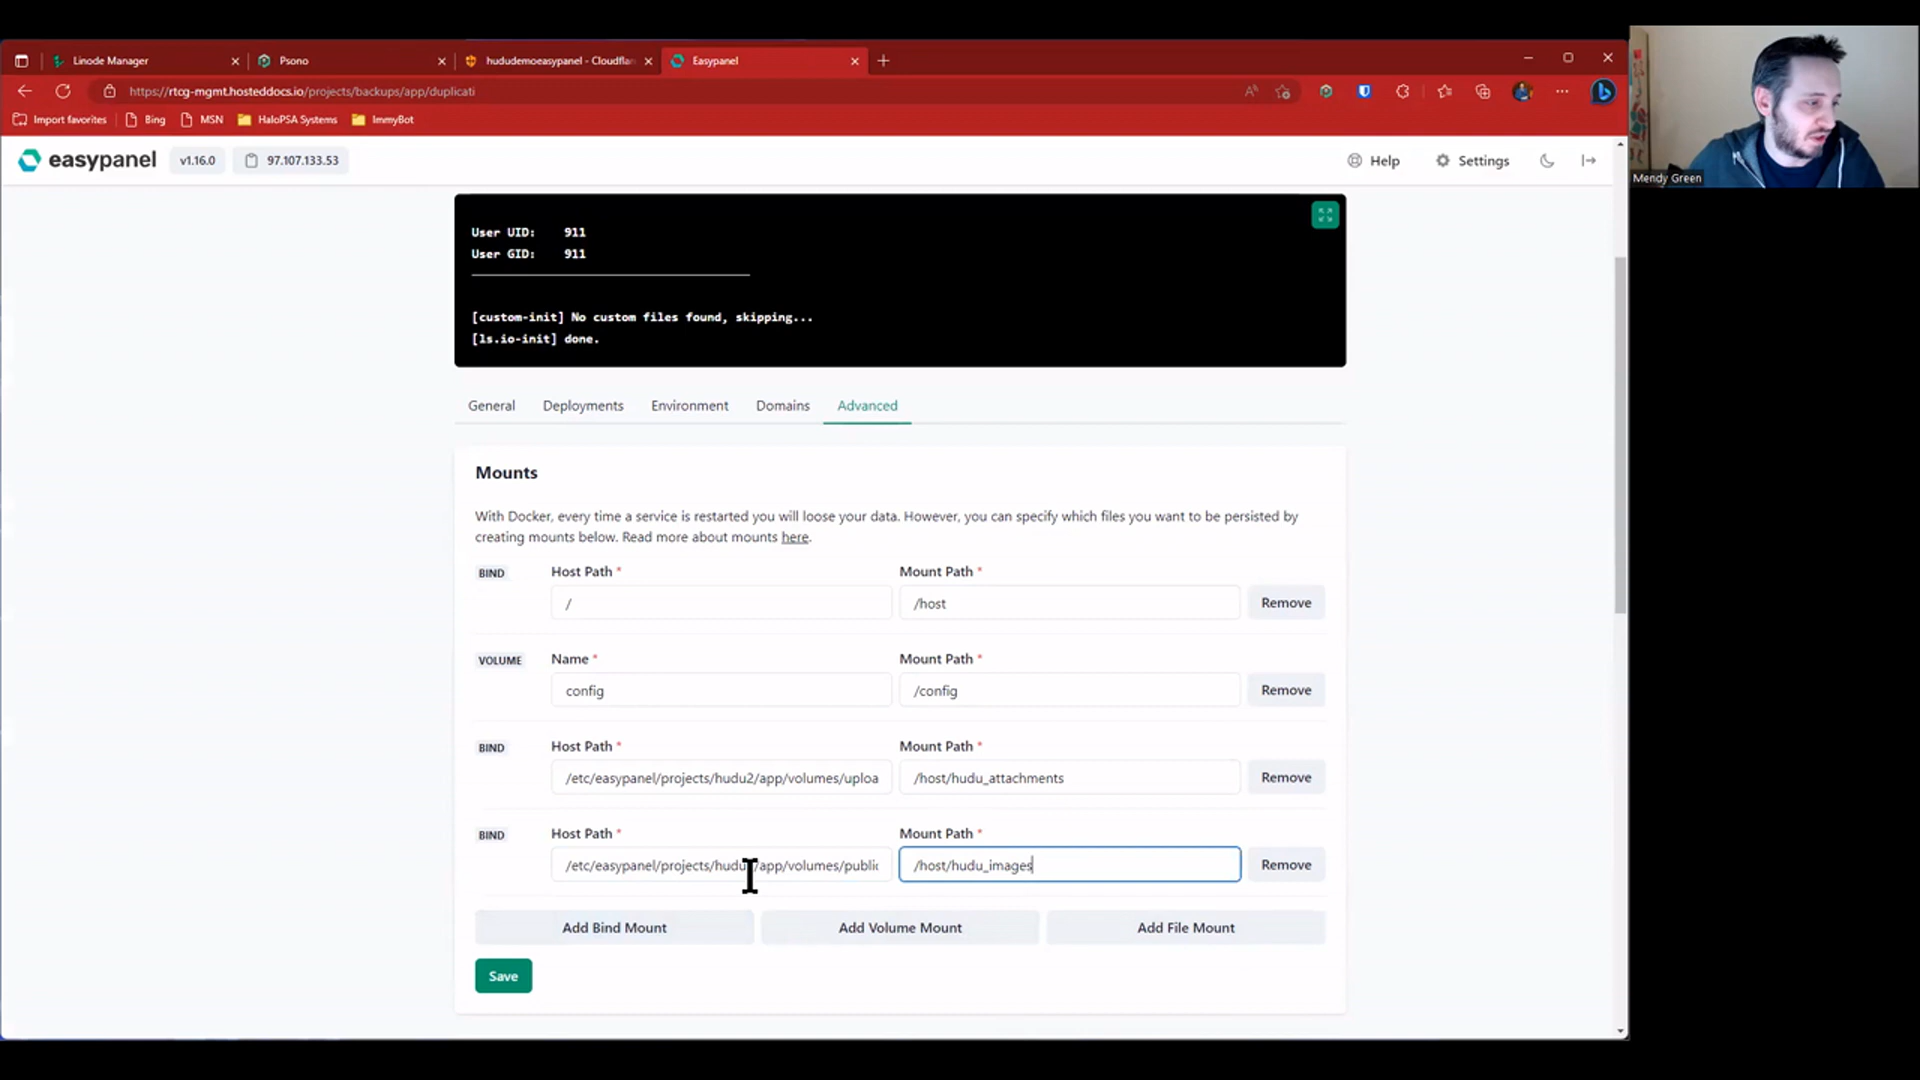 Linode Manager
Psono
hududemoeasypanel - Cloudflar
Easypanel
https://rtcg-mgmt.hosteddocs.io/projects/backups/app/duplicati
Import favorites
Bing
MSN
HaloPSA Systems
ImmyBot
Mendy Green
easypanel
v1.16.0
97.107.133.53
Help
Settings
User UID: 911
User GID: 911
[custom-init] No custom files found, skipping...
[ls.io-init] done.
General
Deployments
Environment
Domains
Advanced
Mounts
With Docker, every time a service is restarted you will loose your data. However, you can specify which files you want to be persisted by
creating mounts below. Read more about mounts here.
BIND
Host Path *
Mount Path *
/
/host
Remove
VOLUME
Name *
Mount Path *
config
/config
Remove
BIND
Host Path *
Mount Path *
/etc/easypanel/projects/hudu2/app/volumes/uploa
/host/hudu_attachments
Remove
BIND
Host Path *
Mount Path *
/etc/easypanel/projects/hudu /app/volumes/public
/host/hudu_images
Remove
Add Bind Mount
Add Volume Mount
Add File Mount
Save